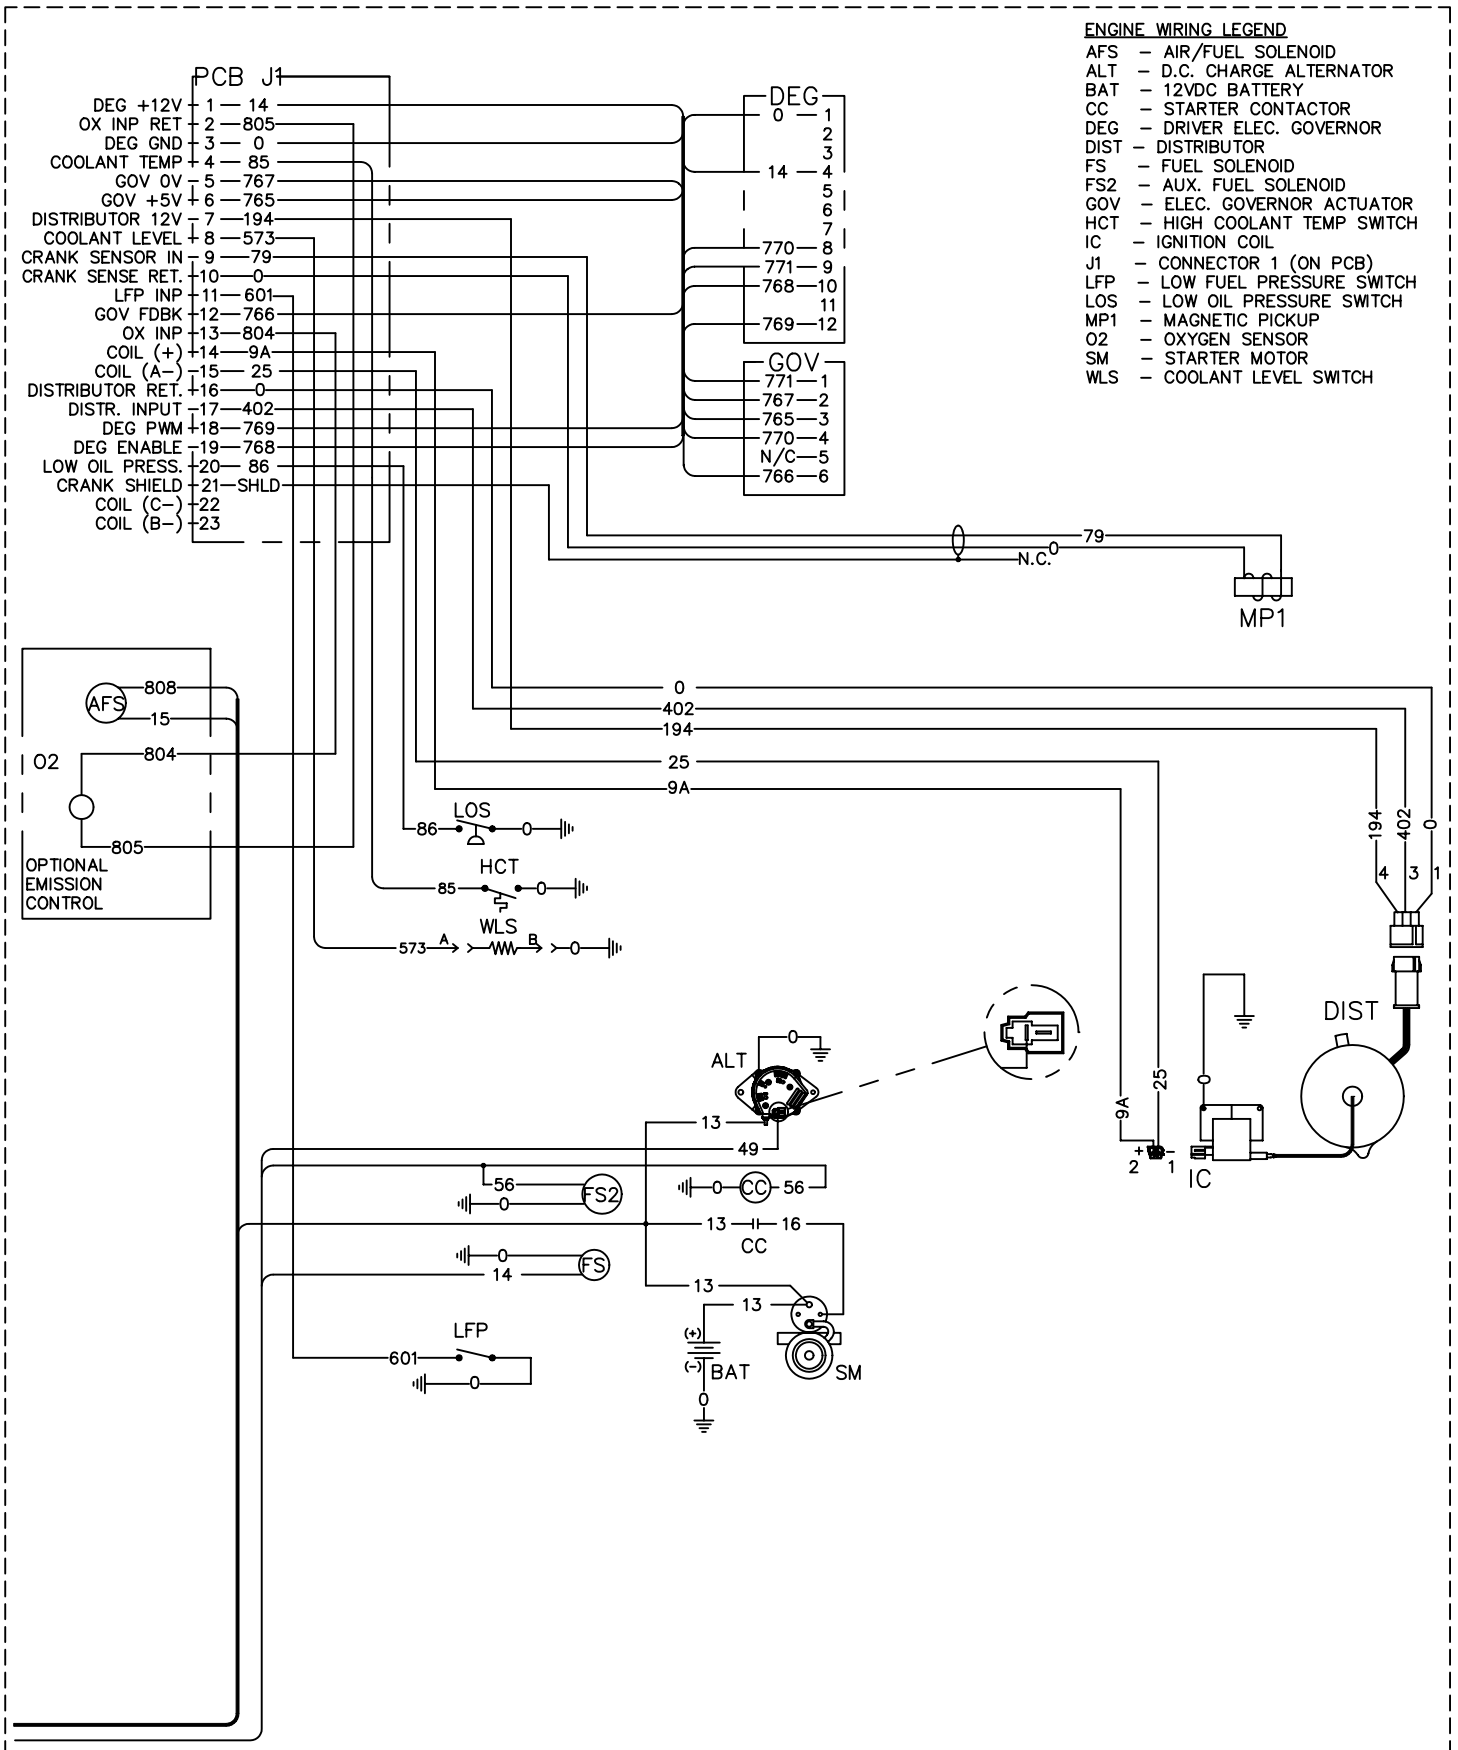 ENGINE WIRING LEGEND
AFS – AIR/FUEL SOLENOID
ALT – D.C. CHARGE ALTERNATOR
BAT – 12VDC BATTERY
CC – STARTER CONTACTOR
DEG – DRIVER ELEC. GOVERNOR
DIST – DISTRIBUTOR
FS – FUEL SOLENOID
FS2 – AUX. FUEL SOLENOID
GOV – ELEC. GOVERNOR ACTUATOR
HCT – HIGH COOLANT TEMP SWITCH
IC – IGNITION COIL
J1 – CONNECTOR 1 (ON PCB)
LFP – LOW FUEL PRESSURE SWITCH
LOS – LOW OIL PRESSURE SWITCH
MP1 – MAGNETIC PICKUP
O2 – OXYGEN SENSOR
SM – STARTER MOTOR
WLS – COOLANT LEVEL SWITCH
PCB J1
DEG +12V 1 14
OX INP RET 2 805
DEG GND 3 0
COOLANT TEMP 4 85
GOV 0V 5 767
GOV +5V 6 765
DISTRIBUTOR 12V 7 194
COOLANT LEVEL 8 573
CRANK SENSOR IN 9 79
CRANK SENSE RET. 10 0
LFP INP 11 601
GOV FDBK 12 766
OX INP 13 804
COIL (+) 14 9A
COIL (A–) 15 25
DISTRIBUTOR RET. 16 0
DISTR. INPUT 17 402
DEG PWM 18 769
DEG ENABLE 19 768
LOW OIL PRESS. 20 86
CRANK SHIELD 21 SHLD
COIL (C–) 22
COIL (B–) 23
DEG
0 1
2
3
14 4
5
6
7
770 8
771 9
768 10
11
769 12
GOV
771 1
767 2
765 3
770 4
N/C 5
766 6
79
0
N.C.
MP1
AFS
808
15
O2
804
805
OPTIONAL
EMISSION
CONTROL
0
402
194
25
9A
LOS
86 0
HCT
85 0
WLS
573 A B 0
194 402 0
4 3 1
DIST
ALT
0
13
49
9A 25 0
+ –
2 1
IC
56
FS2
0
0 CC 56
13 16
CC
0
FS
14
13
13
(+)
(–)
BAT
0
SM
LFP
601
0